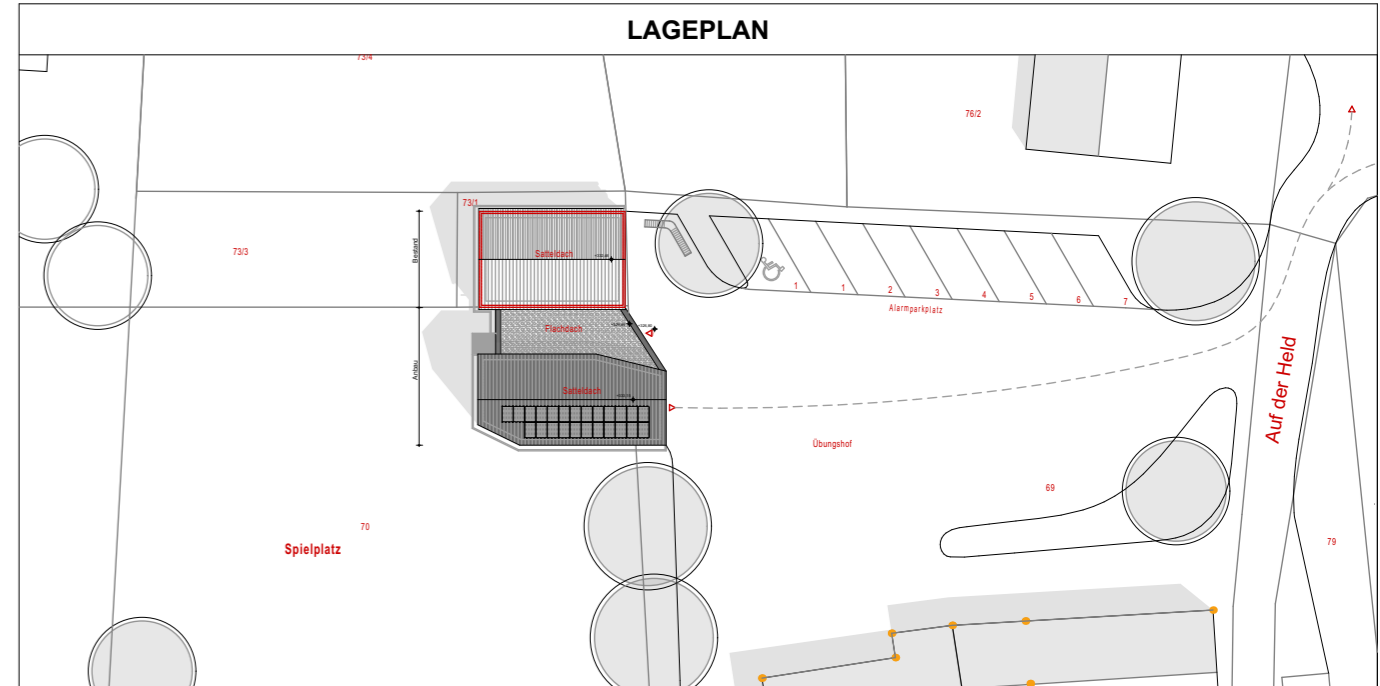 LAGEPLAN
73/4
76/2
73/1
73/3
Bestand
Satteldach
1
1
2
3
4
5
6
7
Alarmparkplatz
Flachdach
Anbau
Satteldach
Auf der Held
Übungshof
69
70
Spielplatz
79